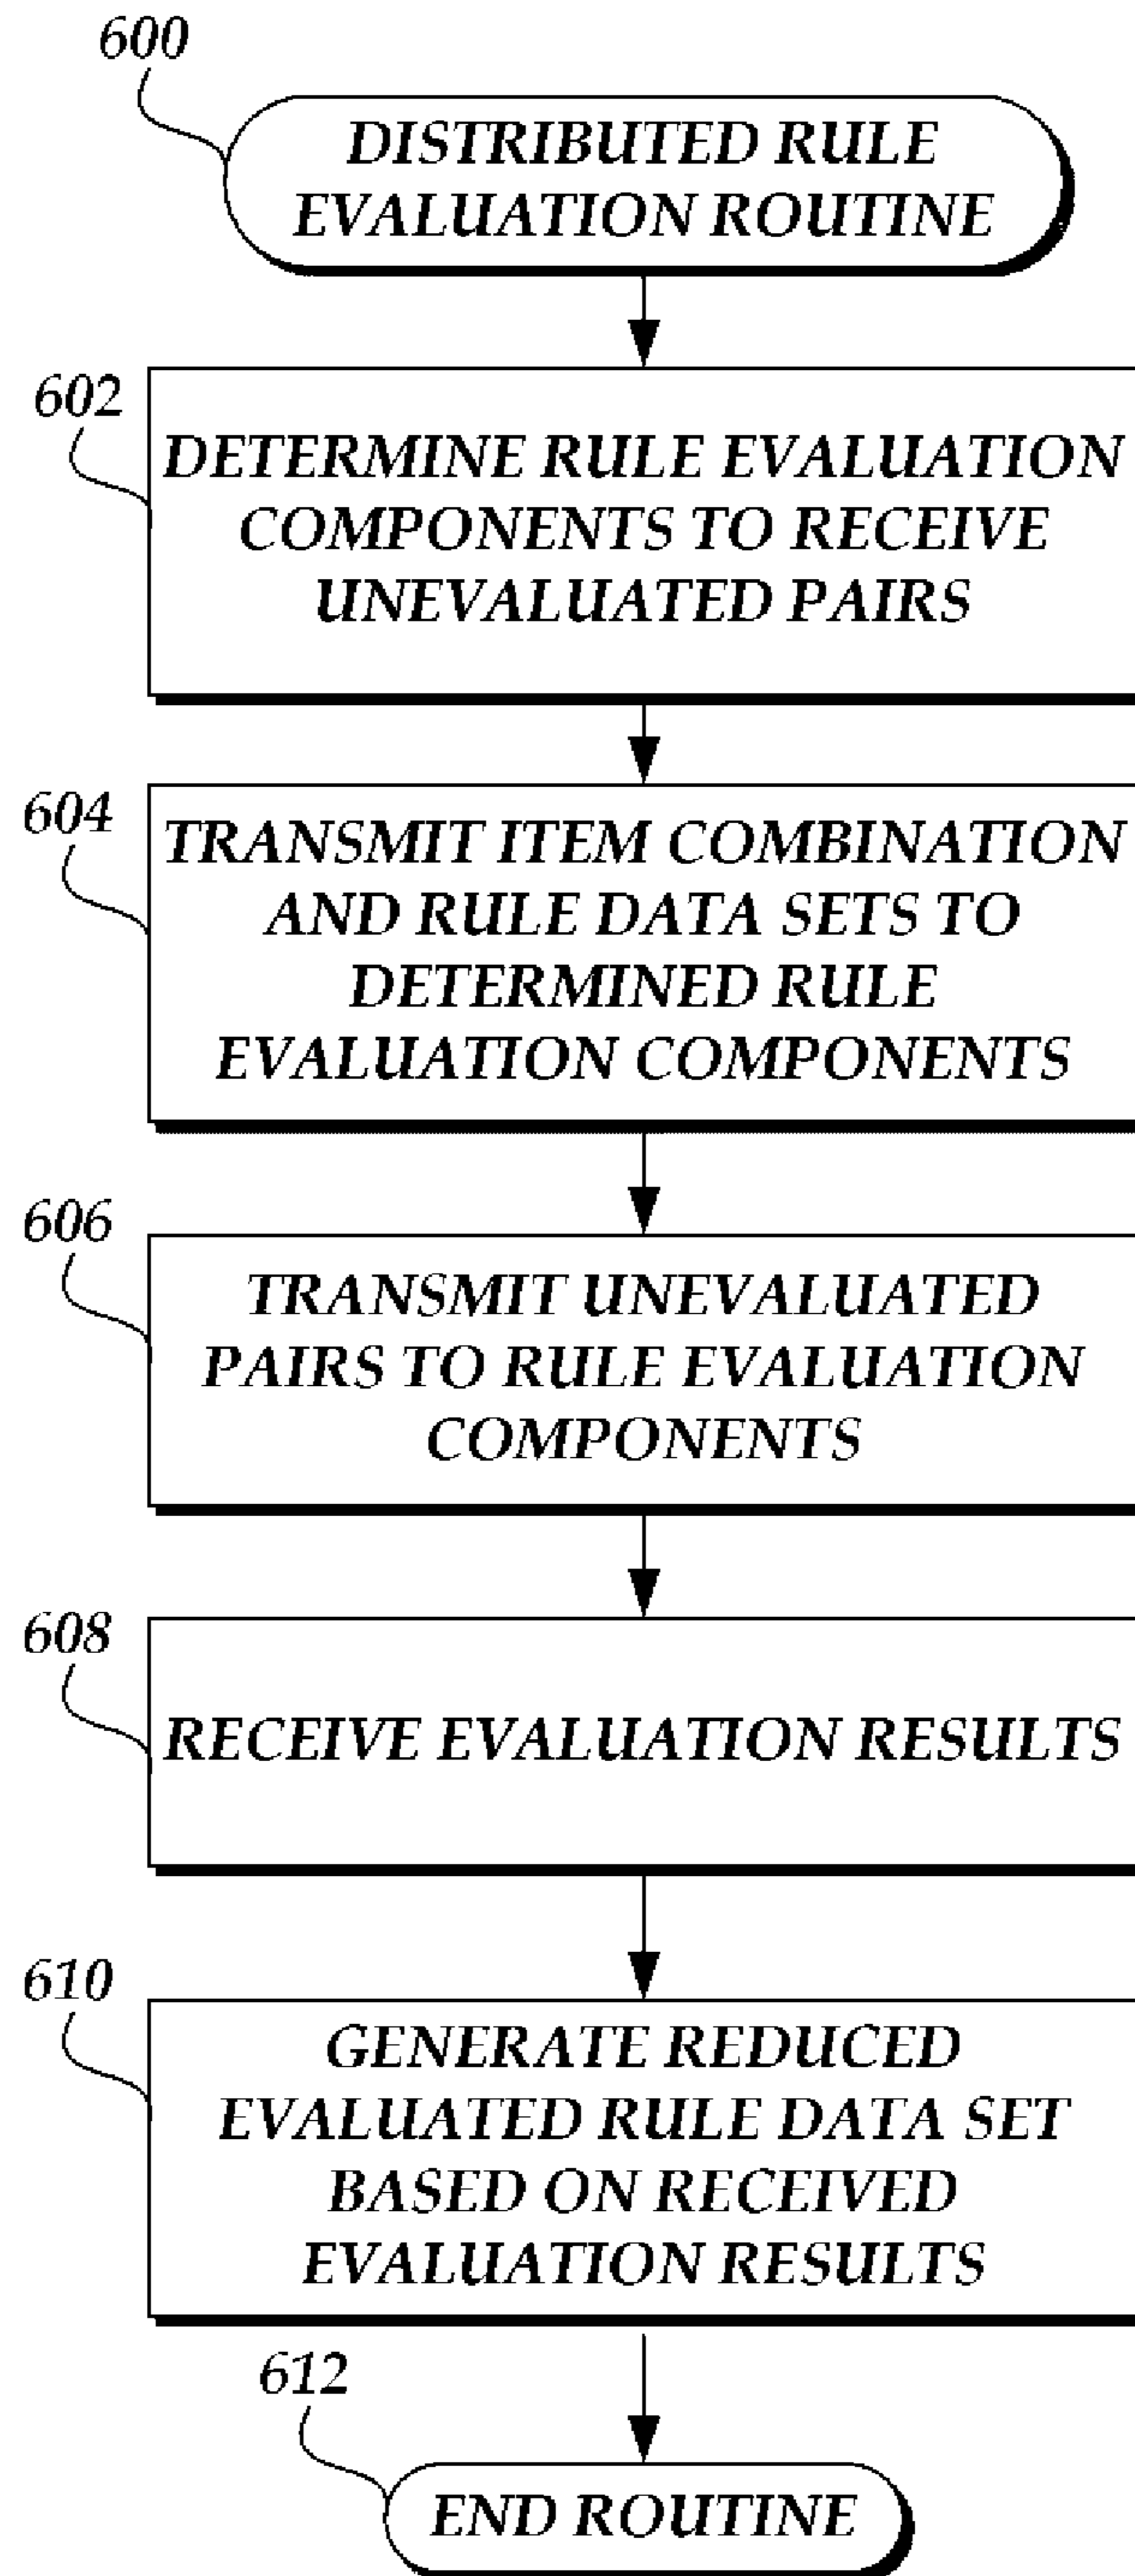 600
DISTRIBUTED RULE
EVALUATION ROUTINE
602
DETERMINE RULE EVALUATION
COMPONENTS TO RECEIVE
UNEVALUATED PAIRS
604
TRANSMIT ITEM COMBINATION
AND RULE DATA SETS TO
DETERMINED RULE
EVALUATION COMPONENTS
606
TRANSMIT UNEVALUATED
PAIRS TO RULE EVALUATION
COMPONENTS
608
RECEIVE EVALUATION RESULTS
610
GENERATE REDUCED
EVALUATED RULE DATA SET
BASED ON RECEIVED
EVALUATION RESULTS
612
END ROUTINE